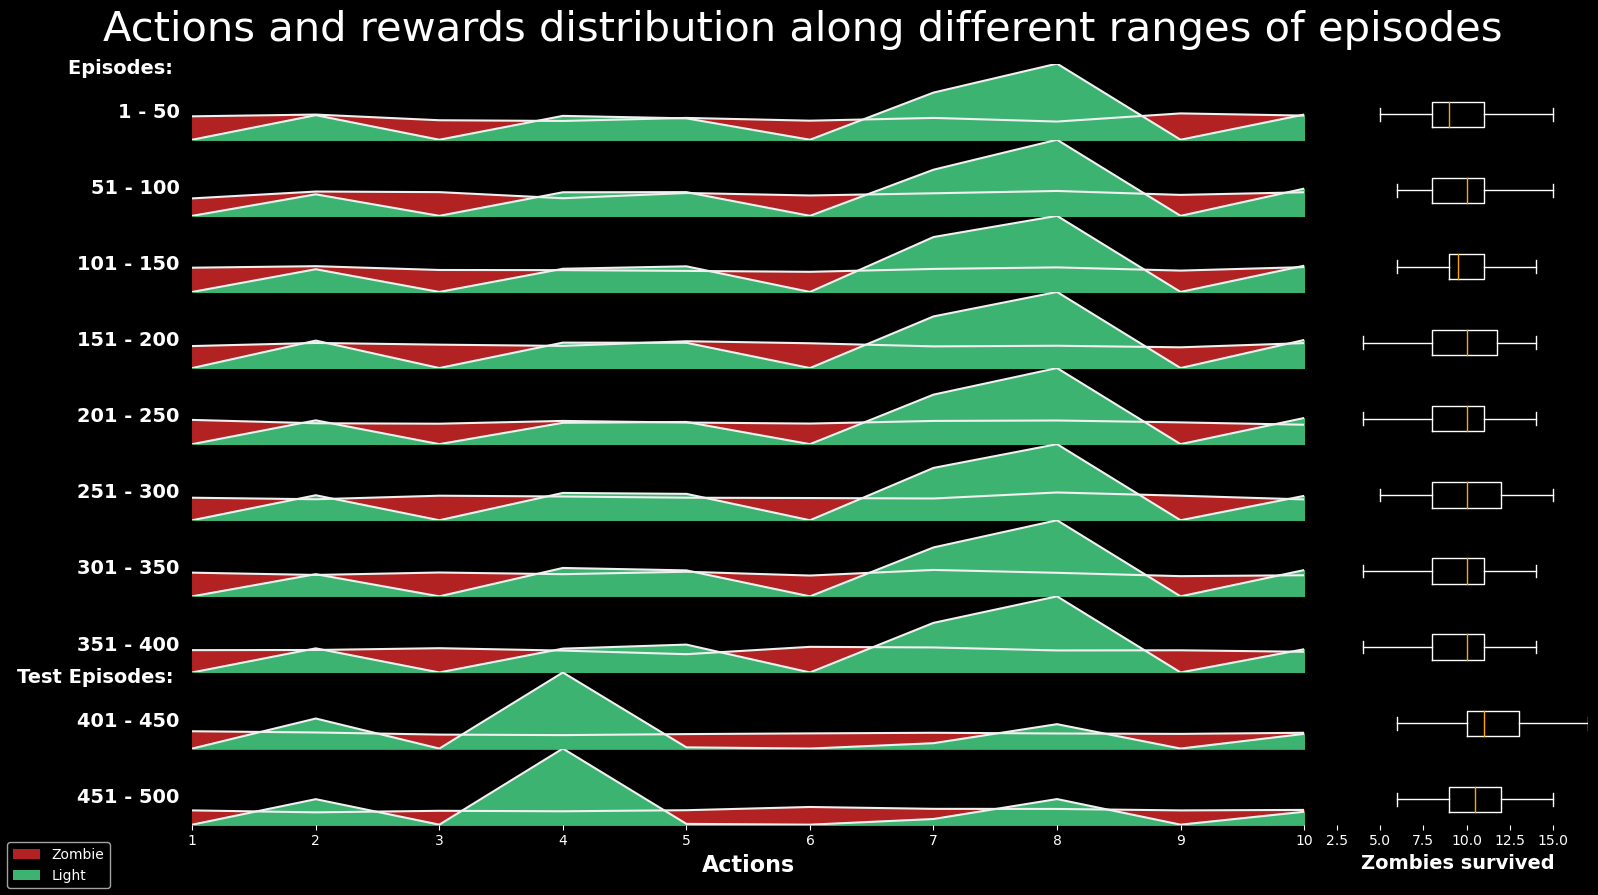 Actions and rewards distribution along different ranges of episodes
Episodes:
1 - 50
51 - 100
101 - 150
151 - 200
201 - 250
251 - 300
301 - 350
351 - 400
Test Episodes:
401 - 450
451 - 500
1 2 3 4 5 6 7 8 9 10 2.5 5.0 7.5 10.0 12.5 15.0
Actions
Zombies survived
Zombie
Light